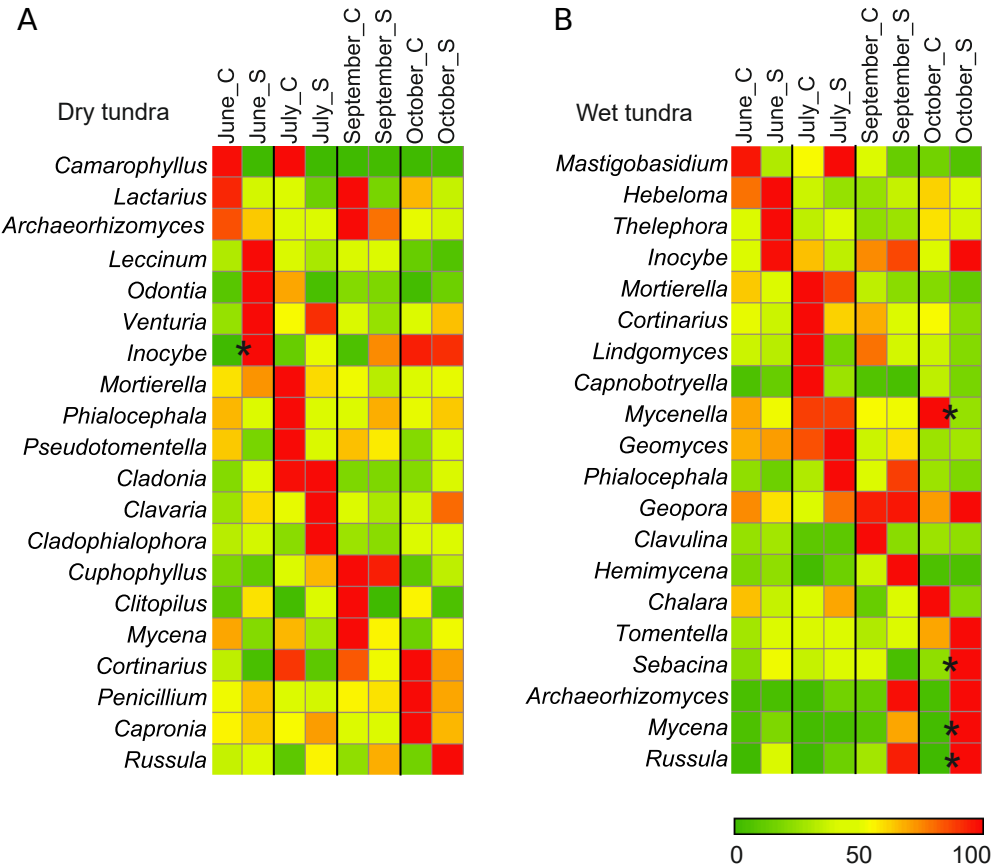 A
Dry tundra
June_C
June_S
July_C
July_S
September_C
September_S
October_C
October_S
Camarophyllus
Lactarius
Archaeorhizomyces
Leccinum
Odontia
Venturia
Inocybe *
Mortierella
Phialocephala
Pseudotomentella
Cladonia
Clavaria
Cladophialophora
Cuphophyllus
Clitopilus
Mycena
Cortinarius
Penicillium
Capronia
Russula
B
Wet tundra
June_C
June_S
July_C
July_S
September_C
September_S
October_C
October_S
Mastigobasidium
Hebeloma
Thelephora
Inocybe
Mortierella
Cortinarius
Lindgomyces
Capnobotryella
Mycenella *
Geomyces
Phialocephala
Geopora
Clavulina
Hemimycena
Chalara
Tomentella
Sebacina *
Archaeorhizomyces
Mycena *
Russula *
0 50 100